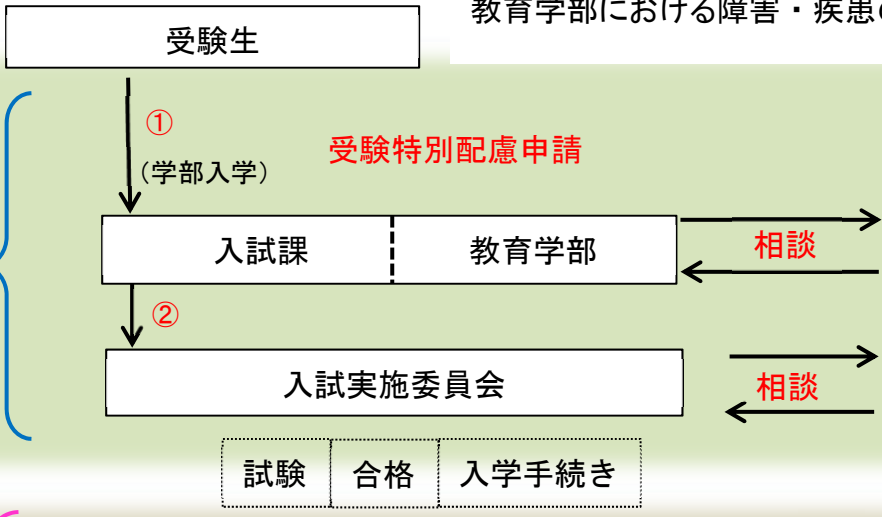 教育学部における障害・疾患
受験生
①
(学部入学)
受験特別配慮申請
入試課
教育学部
相談
②
入試実施委員会
相談
試験
合格
入学手続き